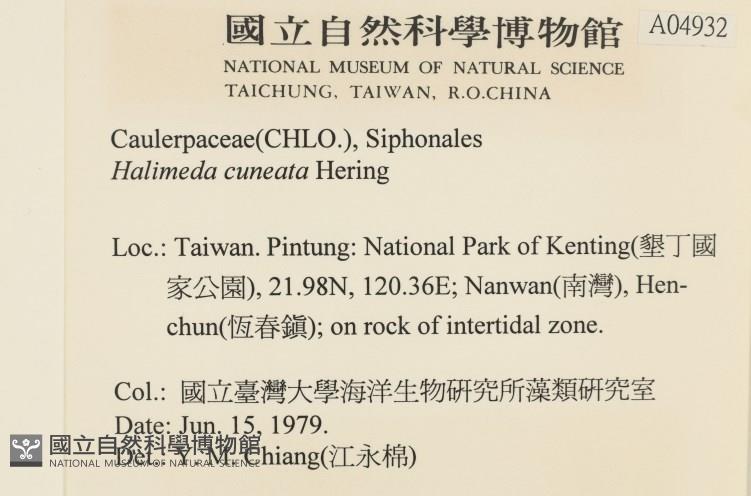 國立自然科學博物館
A04932
NATIONAL MUSEUM OF NATURAL SCIENCE
TAICHUNG, TAIWAN, R.O.CHINA
Caulerpaceae(CHLO.), Siphonales
Halimeda cuneata Hering
Loc.: Taiwan. Pintung: National Park of Kenting(墾丁國
家公園), 21.98N, 120.36E; Nanwan(南灣), Hen-
chun(恆春鎮); on rock of intertidal zone.
Col.: 國立臺灣大學海洋生物研究所藻類研究室
Date: Jun. 15, 1979.
Det.: Y. M. Chiang(江永棉)
國立自然科學博物館
NATIONAL MUSEUM OF NATURAL SCIENCE